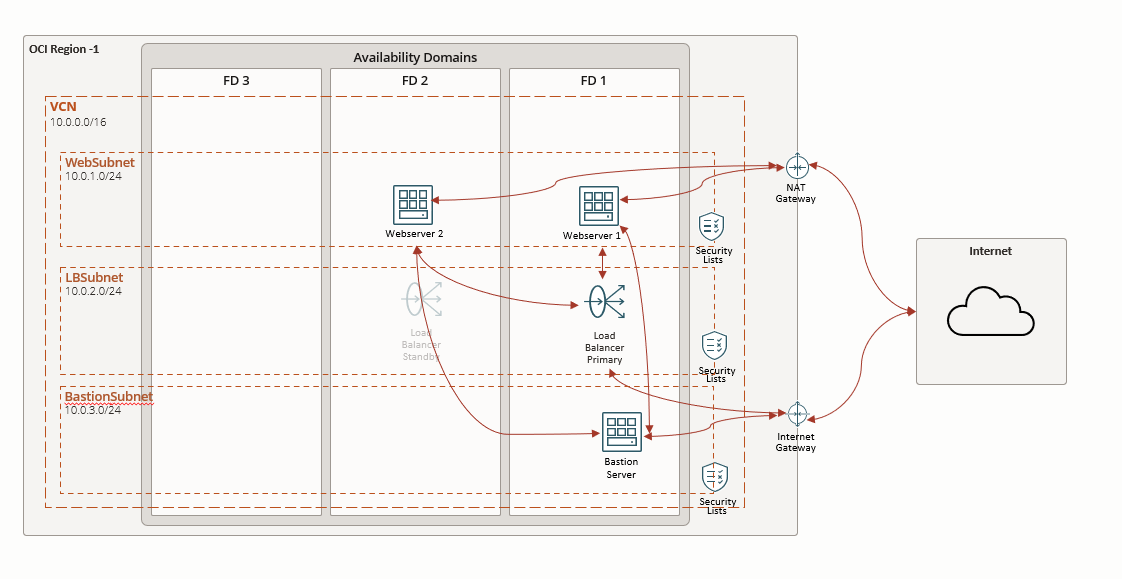 OCI Region -1
Availability Domains
FD 3
FD 2
FD 1
VCN
10.0.0.0/16
WebSubnet
10.0.1.0/24
Webserver 2
Webserver 1
Security
Lists
NAT
Gateway
Internet
LBSubnet
10.0.2.0/24
Load
Balancer
Standby
Load
Balancer
Primary
Security
Lists
BastionSubnet
10.0.3.0/24
Bastion
Server
Internet
Gateway
Security
Lists